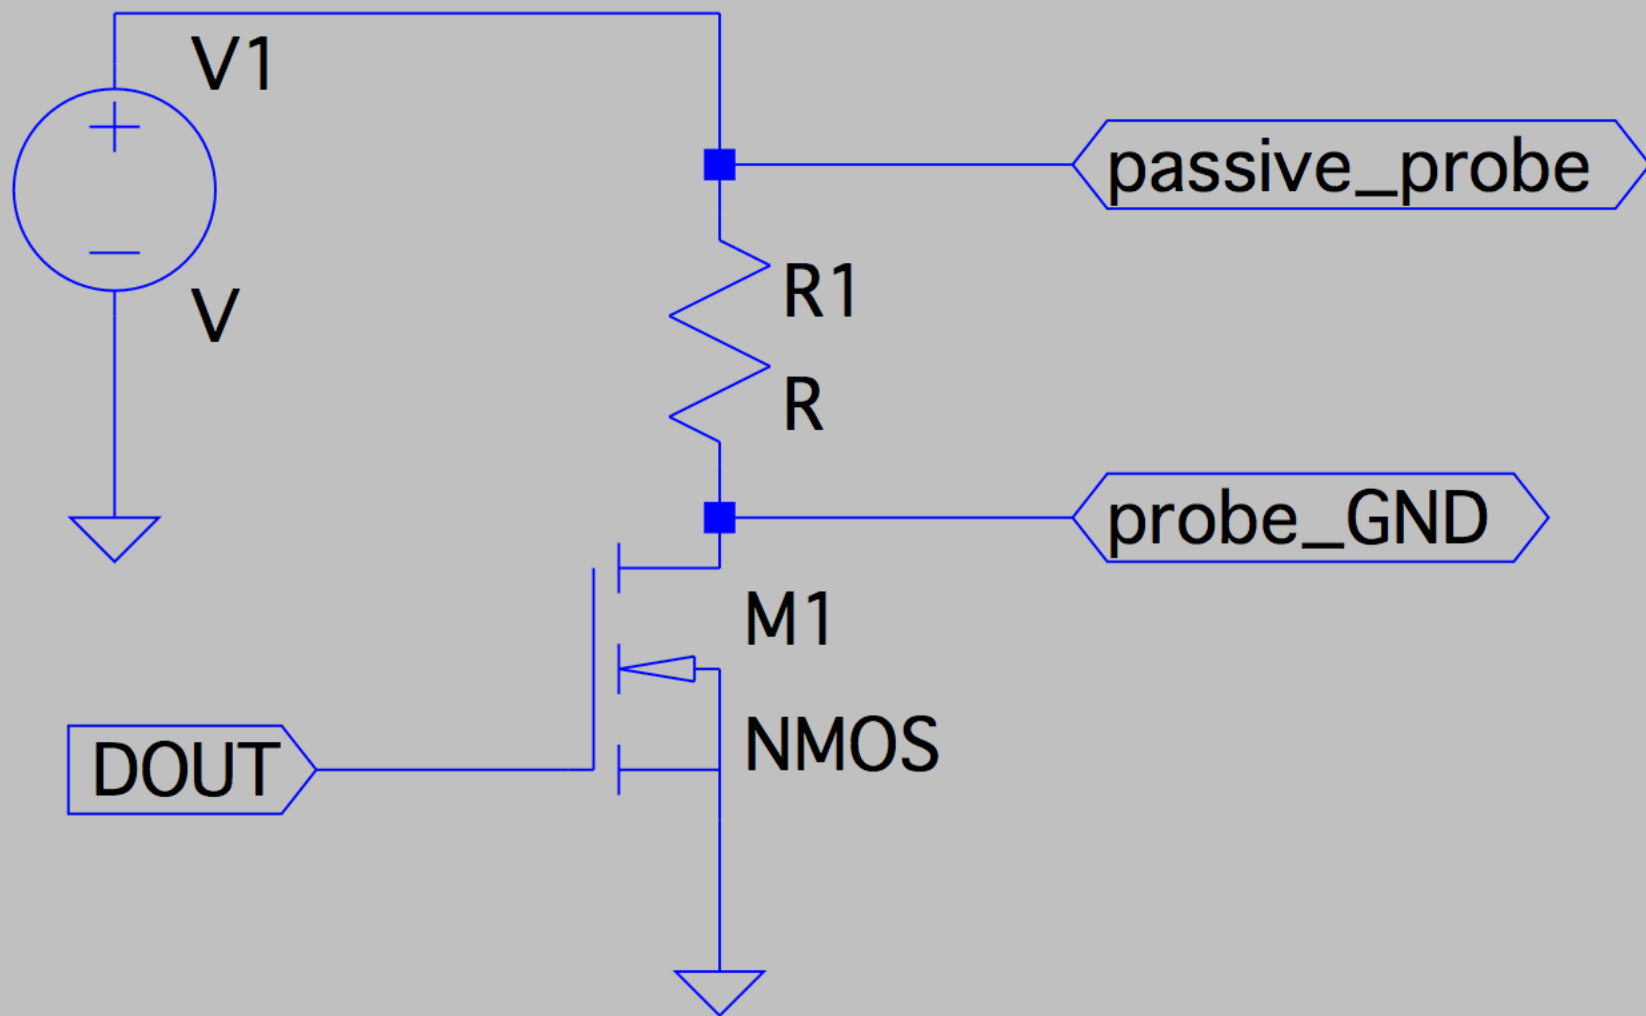 V1
V
passive_probe
R1
R
probe_GND
M1
NMOS
DOUT